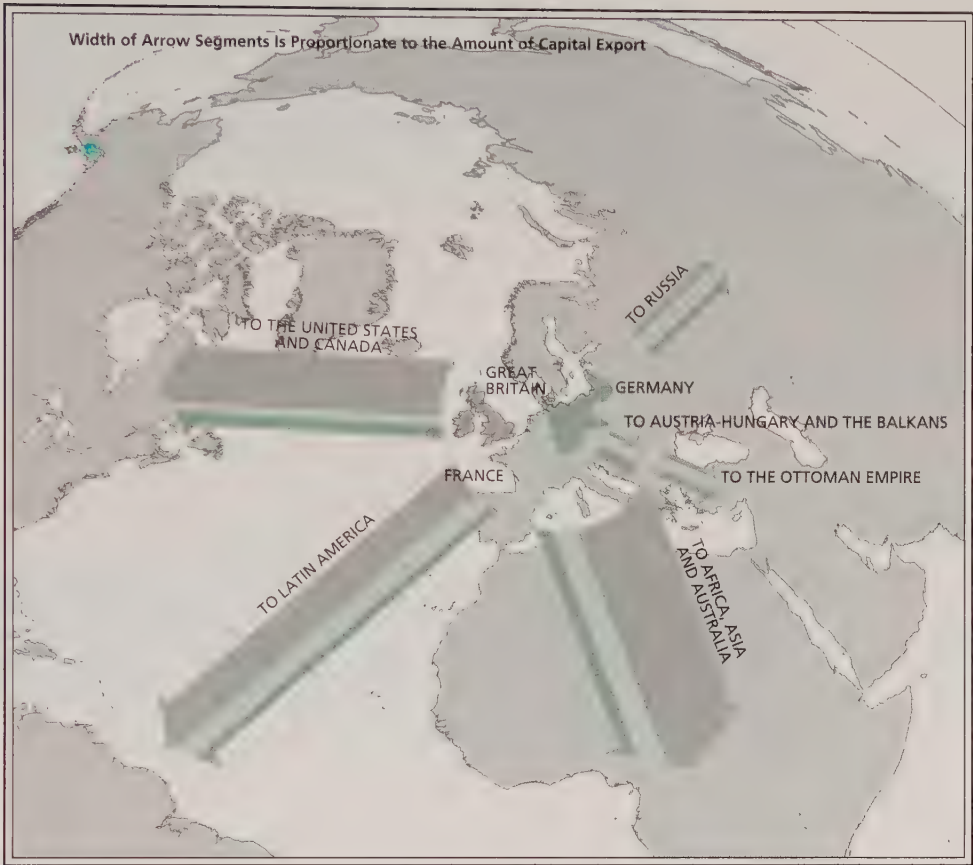 Width of Arrow Segments Is Proportionate to the Amount of Capital Export
TO RUSSIA
TO THE UNITED STATES
AND CANADA
GREAT
BRITAIN
GERMANY
TO AUSTRIA-HUNGARY AND THE BALKANS
FRANCE
TO THE OTTOMAN EMPIRE
TO LATIN AMERICA
TO AFRICA, ASIA
AND AUSTRALIA